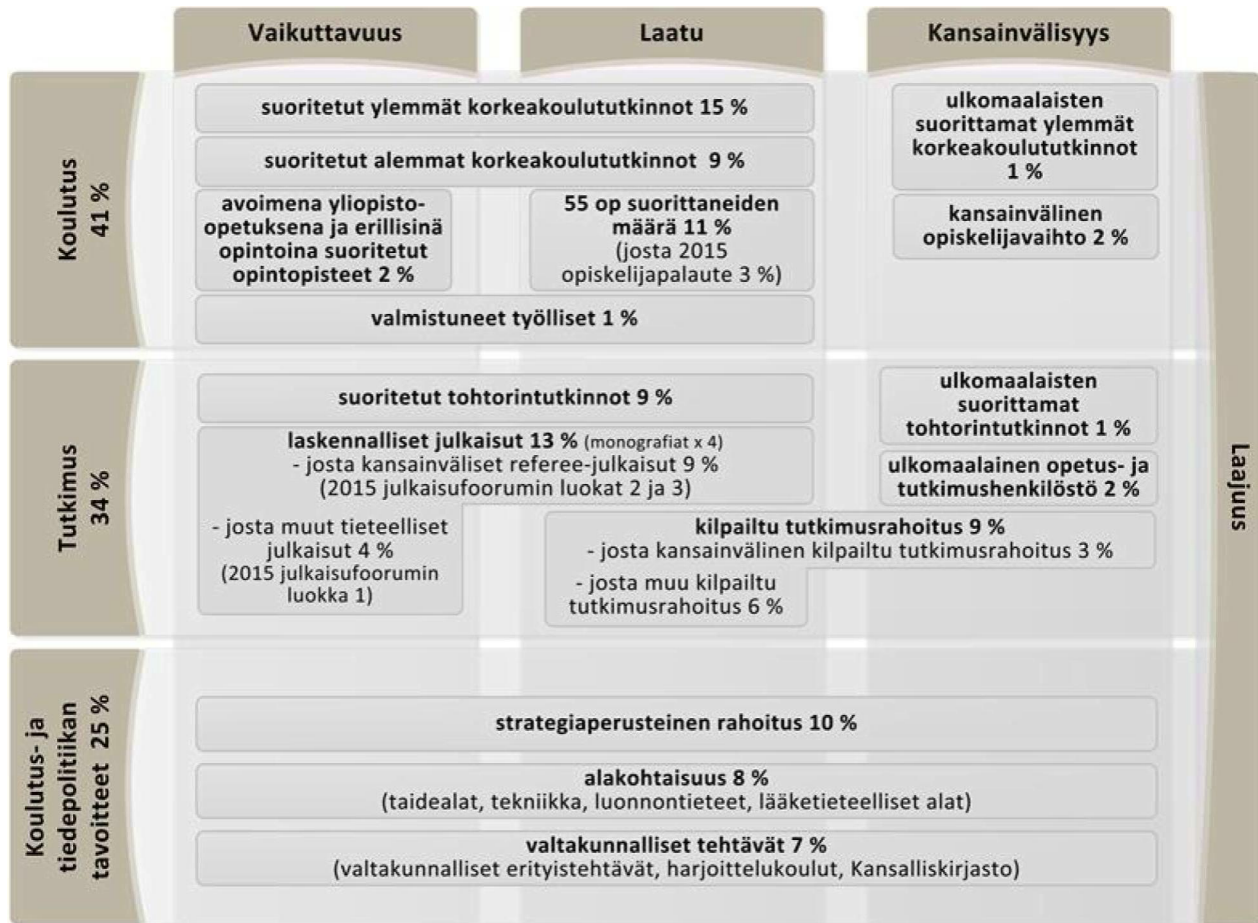 Vaikuttavuus
Laatu
Kansainvälisyys
Koulutus
41 %
suoritetut ylemmät korkeakoulututkinnot 15 %
suoritetut alemmat korkeakoulututkinnot 9 %
avoimena yliopisto-
opetuksena ja erillisinä
opintoina suoritetut
opintopisteet 2 %
55 op suorittaneiden
määrä 11 %
(josta 2015
opiskelijapalaute 3 %)
valmistuneet työlliset 1 %
ulkomaalaisten
suorittamat ylemmät
korkeakoulututkinnot
1 %
kansainvälinen
opiskelijavaihto 2 %
Tutkimus
34 %
suoritetut tohtorintutkinnot 9 %
laskennalliset julkaisut 13 % (monografiat x 4)
- josta kansainväliset referee-julkaisut 9 %
(2015 julkaisufoorumin luokat 2 ja 3)
- josta muut tieteelliset
julkaisut 4 %
(2015 julkaisufoorumin
luokka 1)
ulkomaalaisten
suorittamat
tohtorintutkinnot 1 %
ulkomaalainen opetus- ja
tutkimushenkilöstö 2 %
kilpailtu tutkimusrahoitus 9 %
- josta kansainvälinen kilpailtu tutkimusrahoitus 3 %
- josta muu kilpailtu
tutkimusrahoitus 6 %
Koulutus- ja
tiedepolitiikan
tavoitteet 25 %
strategiaperusteinen rahoitus 10 %
alakohtaisuus 8 %
(taidealat, tekniikka, luonnontieteet, lääketieteelliset alat)
valtakunnalliset tehtävät 7 %
(valtakunnalliset erityistehtävät, harjoittelukoulut, Kansalliskirjasto)
Laajuus